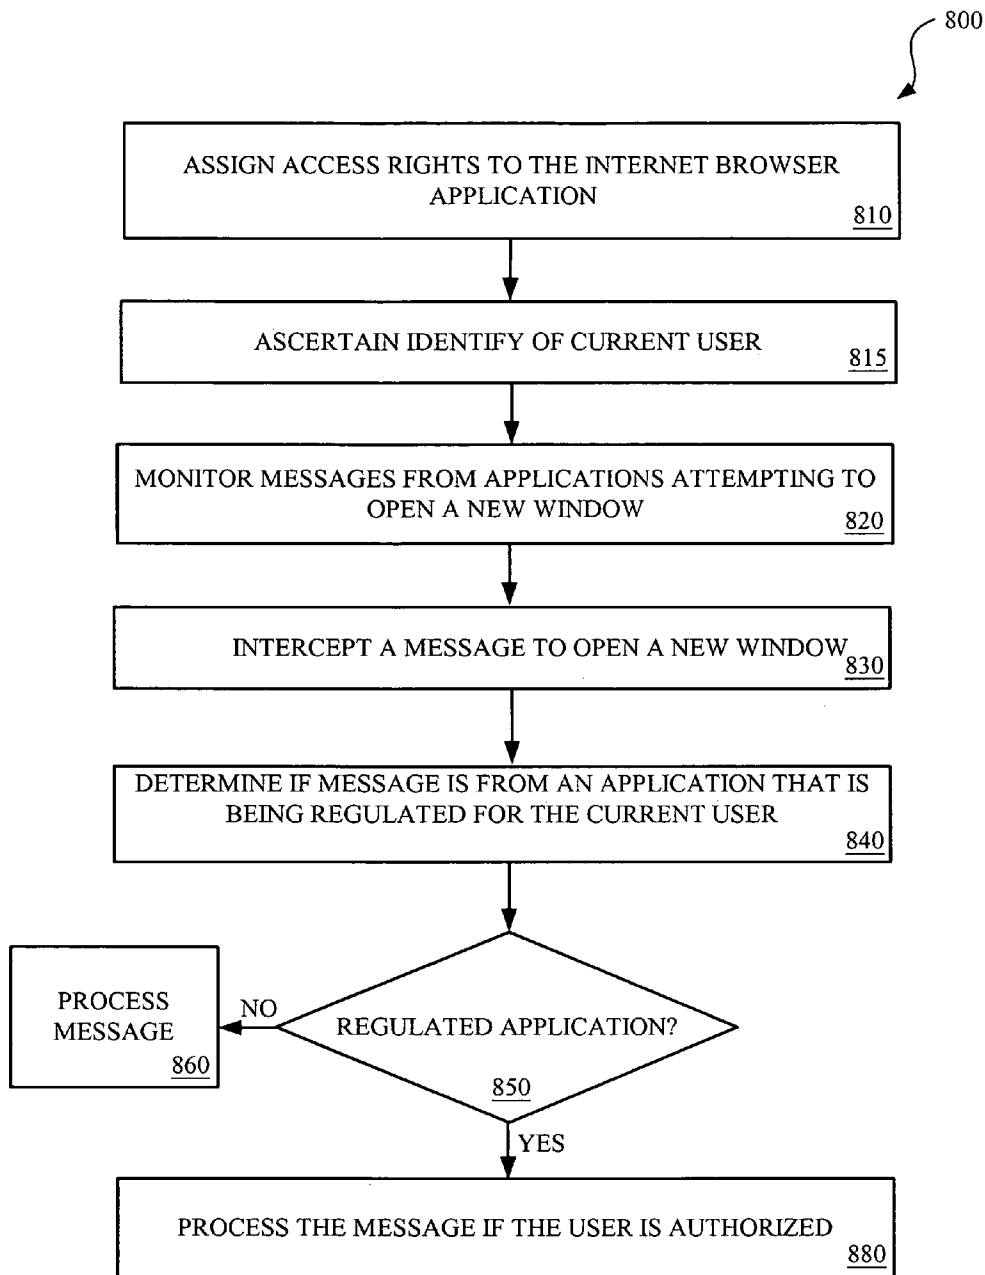 800
ASSIGN ACCESS RIGHTS TO THE INTERNET BROWSER
APPLICATION
810
ASCERTAIN IDENTIFY OF CURRENT USER
815
MONITOR MESSAGES FROM APPLICATIONS ATTEMPTING TO
OPEN A NEW WINDOW
820
INTERCEPT A MESSAGE TO OPEN A NEW WINDOW
830
DETERMINE IF MESSAGE IS FROM AN APPLICATION THAT IS
BEING REGULATED FOR THE CURRENT USER
840
PROCESS
MESSAGE
860
NO
REGULATED APPLICATION?
850
YES
PROCESS THE MESSAGE IF THE USER IS AUTHORIZED
880